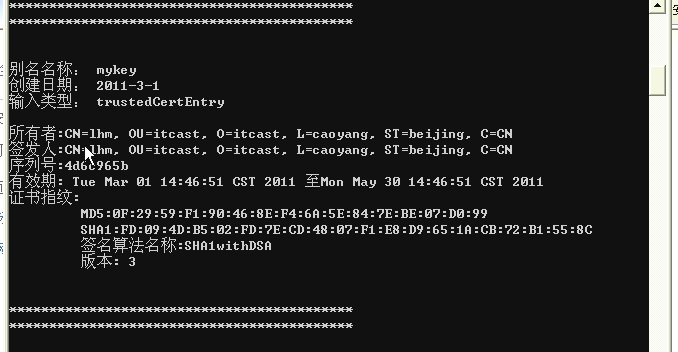 *******************************************
*******************************************
别名名称： mykey
创建日期： 2011-3-1
输入类型： trustedCertEntry
所有者:CN=lhm, OU=itcast, O=itcast, L=caoyang, ST=beijing, C=CN
签发人:CN=lhm, OU=itcast, O=itcast, L=caoyang, ST=beijing, C=CN
序列号:4d6c965b
有效期: Tue Mar 01 14:46:51 CST 2011 至Mon May 30 14:46:51 CST 2011
证书指纹:
MD5:0F:29:59:F1:90:46:8E:F4:6A:5E:84:7E:BE:07:D0:99
SHA1:FD:09:4D:B5:02:FD:7E:CD:48:07:F1:E8:D9:65:1A:CB:72:B1:55:8C
签名算法名称:SHA1withDSA
版本: 3
*******************************************
*******************************************